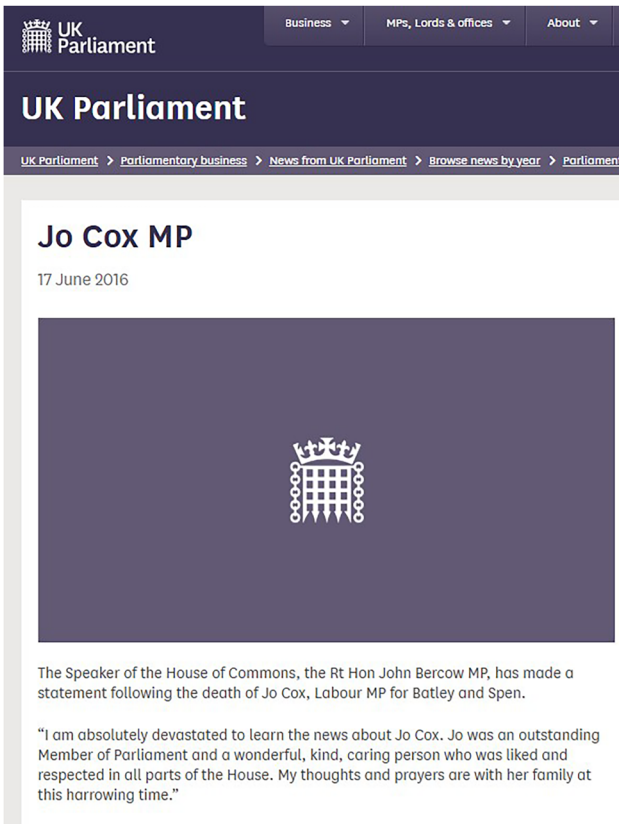 UK
Parliament
Business
MPs, Lords & offices
About
UK Parliament
UK Parliament > Parliamentary business > News from UK Parliament > Browse news by year > Parliament
Jo Cox MP
17 June 2016
The Speaker of the House of Commons, the Rt Hon John Bercow MP, has made a
statement following the death of Jo Cox, Labour MP for Batley and Spen.
“I am absolutely devastated to learn the news about Jo Cox. Jo was an outstanding
Member of Parliament and a wonderful, kind, caring person who was liked and
respected in all parts of the House. My thoughts and prayers are with her family at
this harrowing time.”